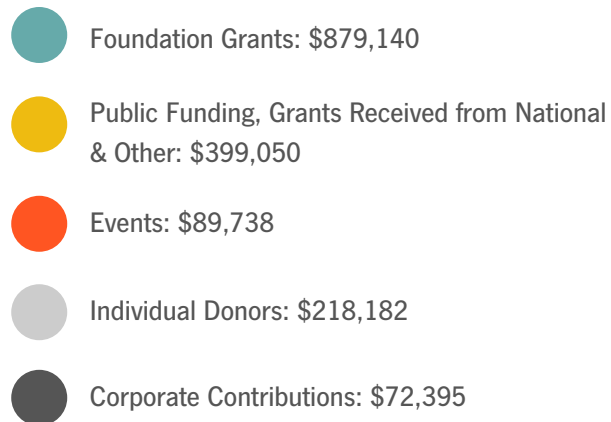 Foundation Grants: $879,140
Public Funding, Grants Received from National
& Other: $399,050
Events: $89,738
Individual Donors: $218,182
Corporate Contributions: $72,395